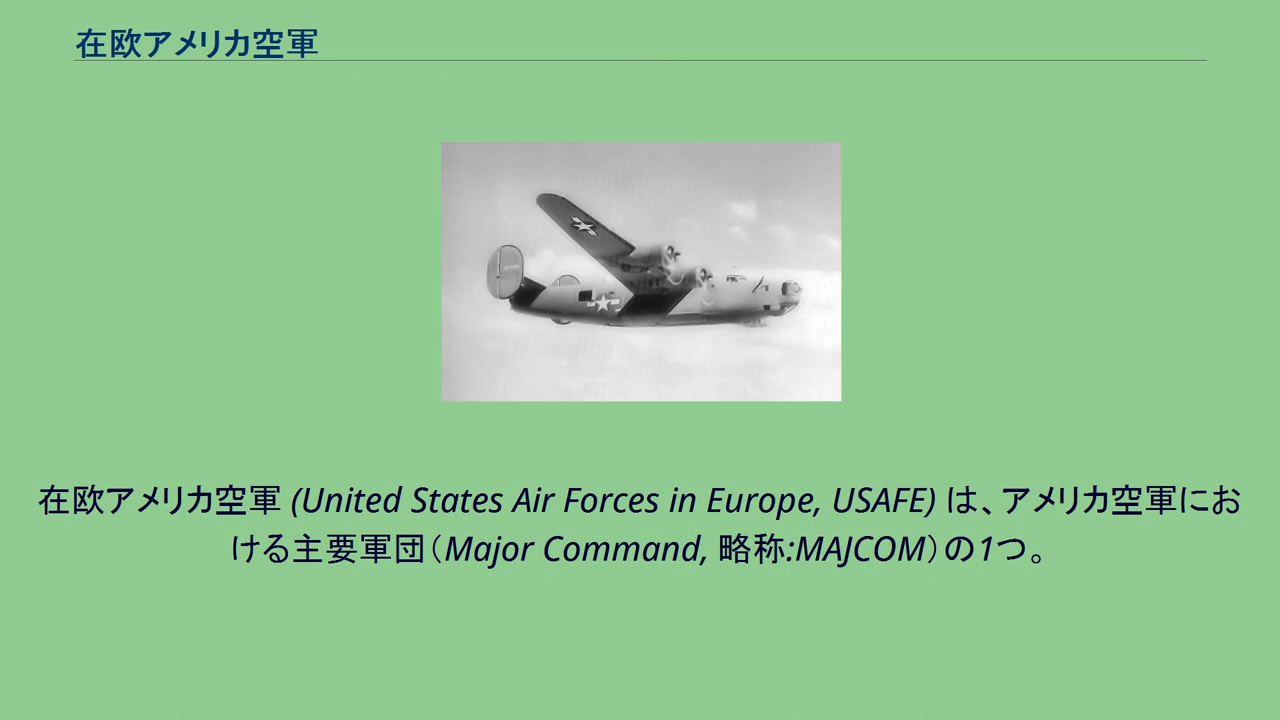 在欧アメリカ空軍
在欧アメリカ空軍 (United States Air Forces in Europe, USAFE) は、アメリカ空軍にお
ける主要軍団（Major Command, 略称:MAJCOM）の1つ。